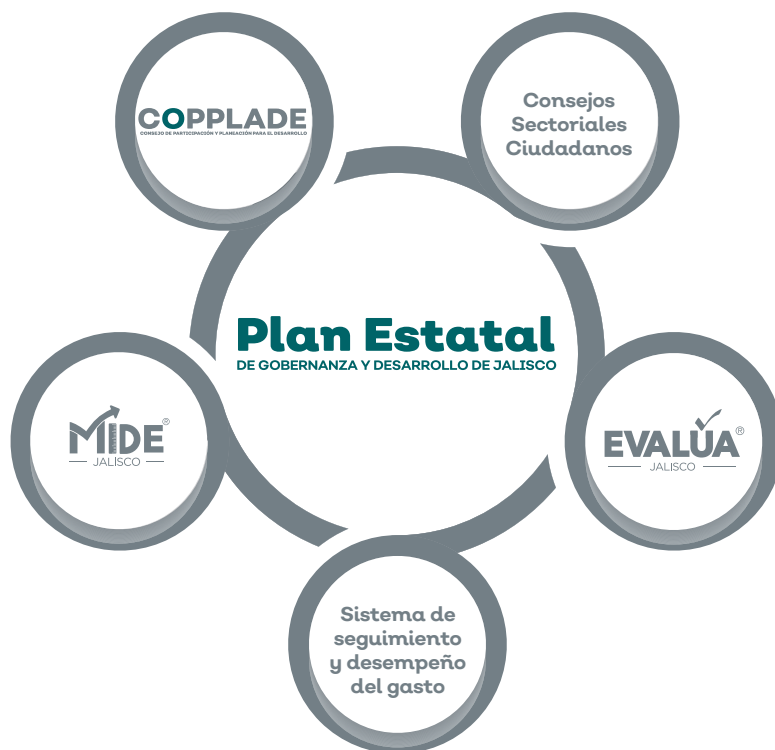 COPPLADE
CONSEJO DE PARTICIPACIÓN Y PLANEACIÓN PARA EL DESARROLLO
Consejos
Sectoriales
Ciudadanos
Plan Estatal
DE GOBERNANZA Y DESARROLLO DE JALISCO
MIDE®
JALISCO
EVALÚA®
JALISCO
Sistema de
seguimiento
y desempeño
del gasto